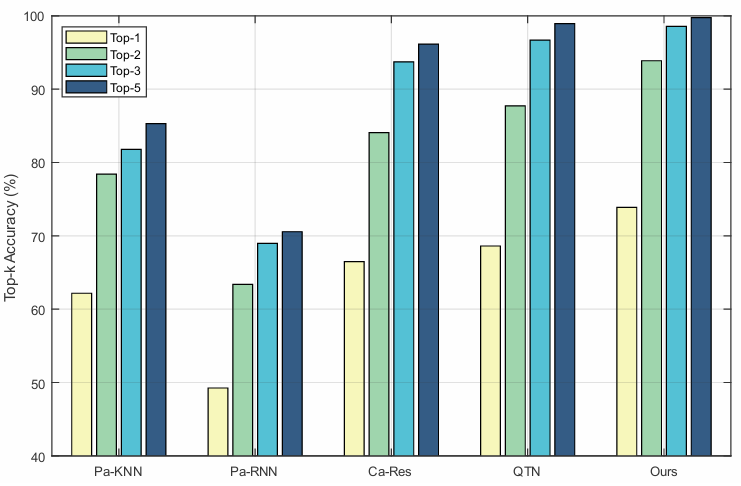 100
90
80
70
60
50
40
Top-k Accuracy (%)
Top-1
Top-2
Top-3
Top-5
Pa-KNN Pa-RNN Ca-Res QTN Ours